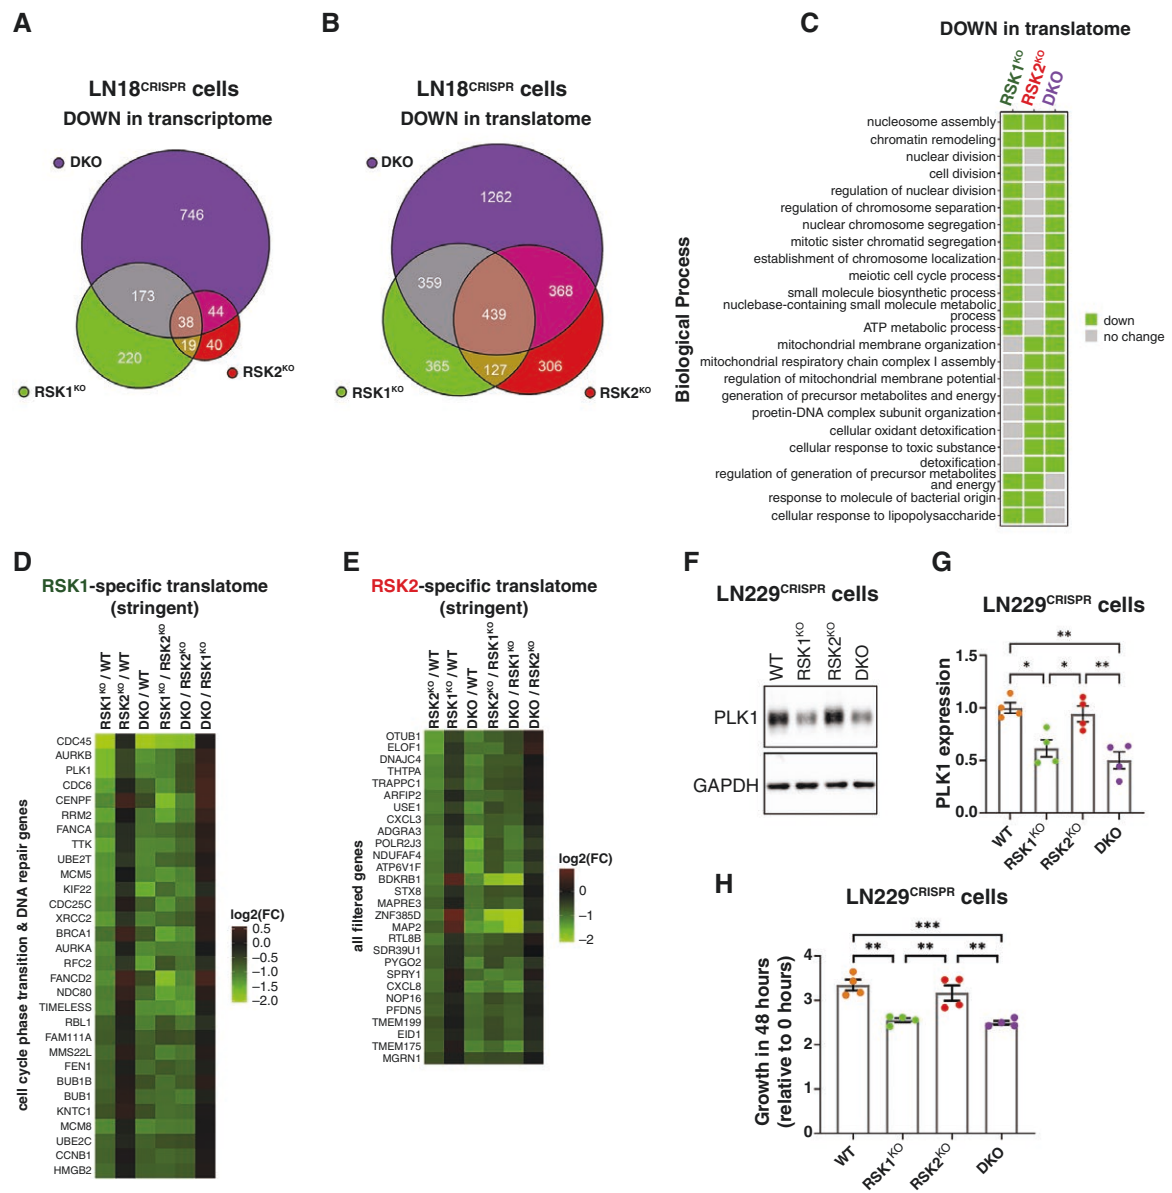 A
LN18CRISPR cells
DOWN in transcriptome
DKO
746
173
44
38
19
40
220
RSK2KO
RSK1KO
B
LN18CRISPR cells
DOWN in translatome
DKO
1262
359
368
439
365
127
306
RSK1KO
RSK2KO
C
DOWN in translatome
RSK1KO
RSK2KO
DKO
Biological Process
nucleosome assembly
chromatin remodeling
nuclear division
cell division
regulation of nuclear division
regulation of chromosome separation
nuclear chromosome segregation
mitotic sister chromatid segregation
establishment of chromosome localization
meiotic cell cycle process
small molecule biosynthetic process
nuclebase-containing small molecule metabolic
process
ATP metabolic process
mitochondrial membrane organization
mitochondrial respiratory chain complex I assembly
regulation of mitochondrial membrane potential
generation of precursor metabolites and energy
proetin-DNA complex subunit organization
cellular oxidant detoxification
cellular response to toxic substance
detoxification
regulation of generation of precursor metabolites
and energy
response to molecule of bacterial origin
cellular response to lipopolysaccharide
down
no change
D
RSK1-specific translatome
(stringent)
RSK1KO / WT
RSK2KO / WT
DKO / WT
RSK1KO / RSK2KO
DKO / RSK2KO
DKO / RSK1KO
cell cycle phase transition & DNA repair genes
CDC45
AURKB
PLK1
CDC6
CENPF
RRM2
FANCA
TTK
UBE2T
MCM5
KIF22
CDC25C
XRCC2
BRCA1
AURKA
RFC2
FANCD2
NDC80
TIMELESS
RBL1
FAM111A
MMS22L
FEN1
BUB1B
BUB1
KNTC1
MCM8
UBE2C
CCNB1
HMGB2
log2(FC)
0.5
0.0
−0.5
−1.0
−1.5
−2.0
E
RSK2-specific translatome
(stringent)
RSK2KO / WT
RSK1KO / WT
DKO / WT
RSK2KO / RSK1KO
DKO / RSK1KO
DKO / RSK2KO
all filtered genes
OTUB1
ELOF1
DNAJC4
THTPA
TRAPPC1
ARFIP2
USE1
CXCL3
ADGRA3
POLR2J3
NDUFAF4
ATP6V1F
BDKRB1
STX8
MAPRE3
ZNF385D
MAP2
RTL8B
SDR39U1
PYGO2
SPRY1
CXCL8
NOP16
PFDN5
TMEM199
EID1
TMEM175
MGRN1
log2(FC)
0
−1
−2
F
LN229CRISPR cells
WT
RSK1KO
RSK2KO
DKO
PLK1
GAPDH
G
LN229CRISPR cells
**
* * **
PLK1 expression
1.5
1.0
0.5
0.0
WT
RSK1KO
RSK2KO
DKO
H
LN229CRISPR cells
***
** ** **
Growth in 48 hours
(relative to 0 hours)
4
3
2
1
0
WT
RSK1KO
RSK2KO
DKO